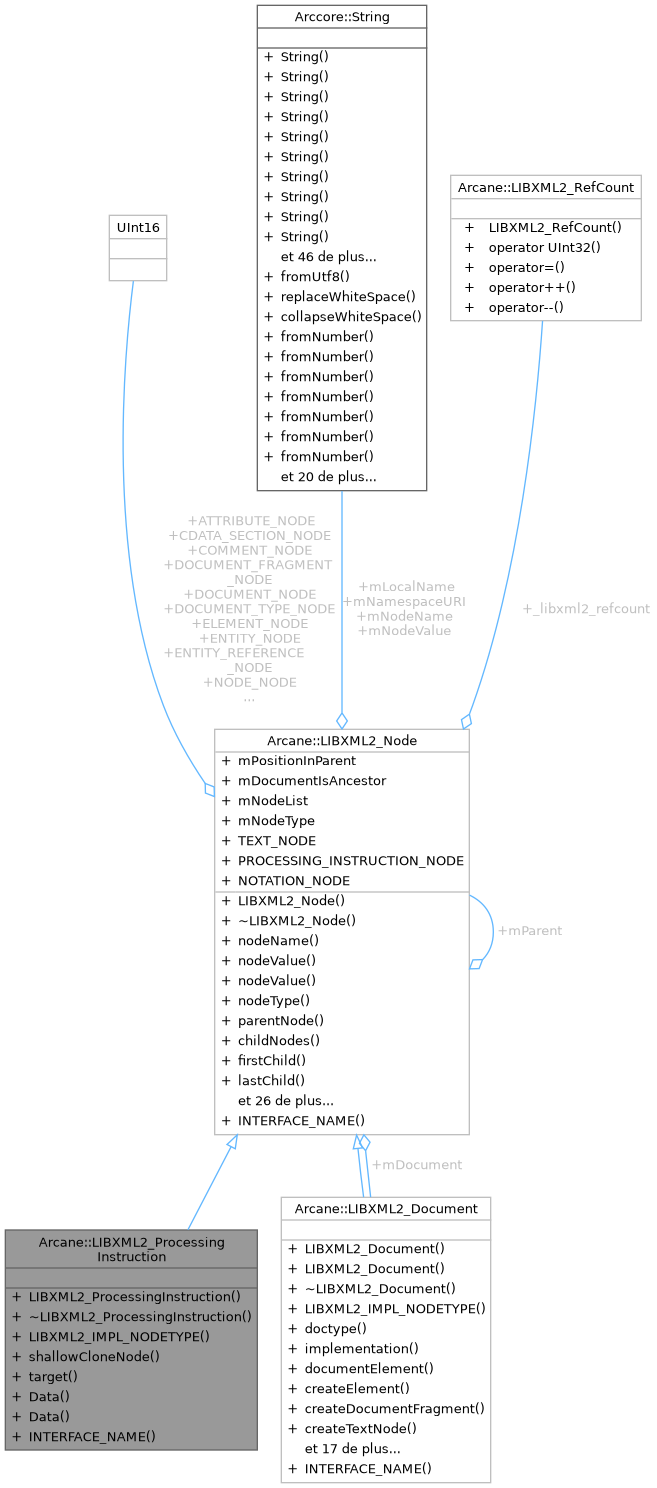 Arccore::String
+ String()
+ String()
+ String()
+ String()
+ String()
+ String()
+ String()
+ String()
+ String()
+ String()
et 46 de plus...
+ fromUtf8()
+ replaceWhiteSpace()
+ collapseWhiteSpace()
+ fromNumber()
+ fromNumber()
+ fromNumber()
+ fromNumber()
+ fromNumber()
+ fromNumber()
+ fromNumber()
et 20 de plus...
Arcane::LIBXML2_RefCount
+ LIBXML2_RefCount()
+ operator UInt32()
+ operator=()
+ operator++()
+ operator--()
UInt16
+ATTRIBUTE_NODE
+CDATA_SECTION_NODE
+COMMENT_NODE
+DOCUMENT_FRAGMENT
_NODE
+DOCUMENT_NODE
+DOCUMENT_TYPE_NODE
+ELEMENT_NODE
+ENTITY_NODE
+ENTITY_REFERENCE
_NODE
+NODE_NODE
...
+mLocalName
+mNamespaceURI
+mNodeName
+mNodeValue
+_libxml2_refcount
Arcane::LIBXML2_Node
+ mPositionInParent
+ mDocumentIsAncestor
+ mNodeList
+ mNodeType
+ TEXT_NODE
+ PROCESSING_INSTRUCTION_NODE
+ NOTATION_NODE
+ LIBXML2_Node()
+ ~LIBXML2_Node()
+ nodeName()
+ nodeValue()
+ nodeValue()
+ nodeType()
+ parentNode()
+ childNodes()
+ firstChild()
+ lastChild()
et 26 de plus...
+ INTERFACE_NAME()
+mParent
+mDocument
Arcane::LIBXML2_Processing
Instruction
+ LIBXML2_ProcessingInstruction()
+ ~LIBXML2_ProcessingInstruction()
+ LIBXML2_IMPL_NODETYPE()
+ shallowCloneNode()
+ target()
+ Data()
+ Data()
+ INTERFACE_NAME()
Arcane::LIBXML2_Document
+ LIBXML2_Document()
+ LIBXML2_Document()
+ ~LIBXML2_Document()
+ LIBXML2_IMPL_NODETYPE()
+ doctype()
+ implementation()
+ documentElement()
+ createElement()
+ createDocumentFragment()
+ createTextNode()
et 17 de plus...
+ INTERFACE_NAME()